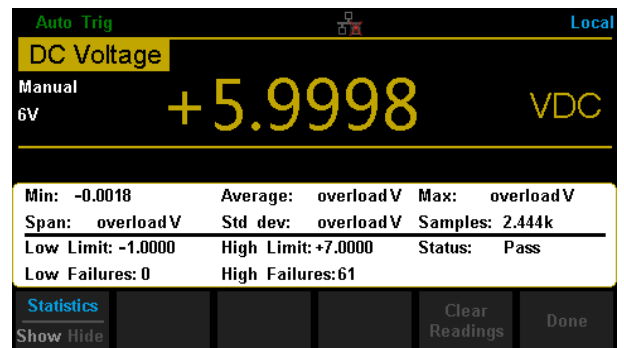 Auto Trig Local
DC Voltage
Manual
6V
+5.9998 VDC
Min: -0.0018 Average: overload V Max: overload V
Span: overload V Std dev: overload V Samples: 2.444k
Low Limit: -1.0000 High Limit: +7.0000 Status: Pass
Low Failures: 0 High Failures: 61
Statistics Clear
Show Hide Readings Done